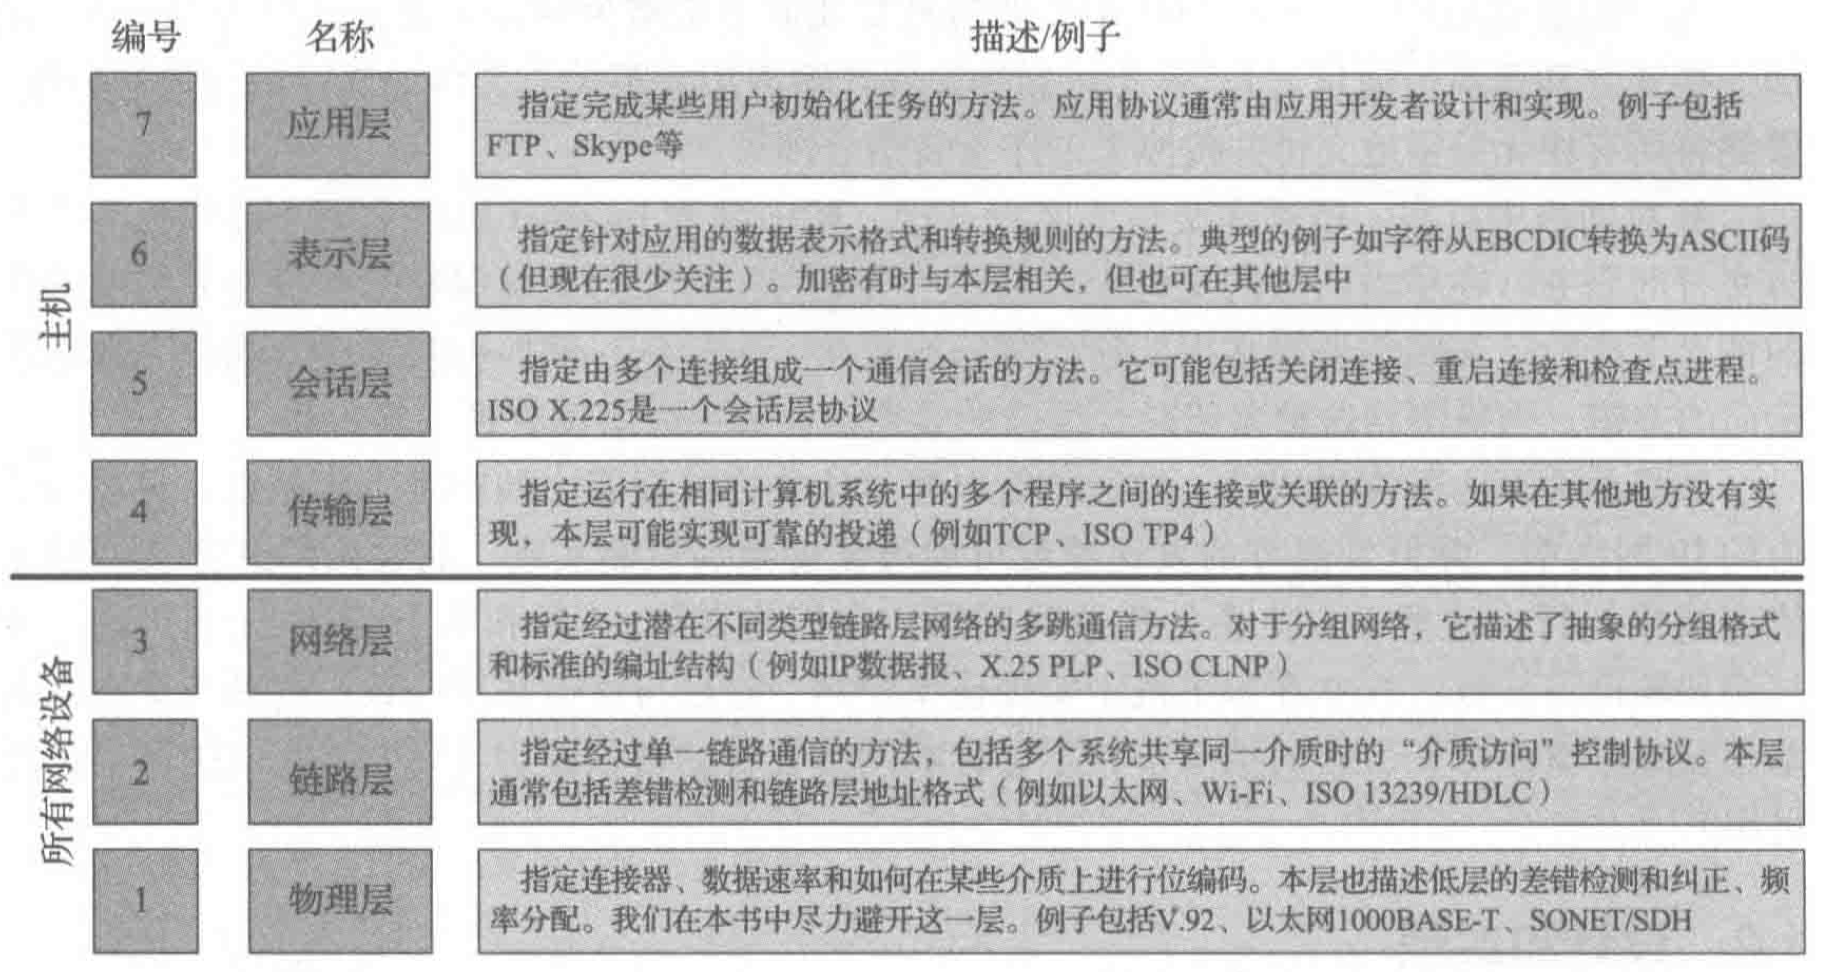 编号 名称 描述/例子
主机
7 应用层 指定完成某些用户初始化任务的方法。应用协议通常由应用开发者设计和实现。例子包括
FTP、Skype等
6 表示层 指定针对应用的数据表示格式和转换规则的方法。典型的例子如字符从EBCDIC转换为ASCII码
（但现在很少关注）。加密有时与本层相关，但也可在其他层中
5 会话层 指定由多个连接组成一个通信会话的方法。它可能包括关闭连接、重启连接和检查点进程。
ISO X.225是一个会话层协议
4 传输层 指定运行在相同计算机系统中的多个程序之间的连接或关联的方法。如果在其他地方没有实
现，本层可能实现可靠的投递（例如TCP、ISO TP4）
所有网络设备
3 网络层 指定经过潜在不同类型链路层网络的多跳通信方法。对于分组网络，它描述了抽象的分组格式
和标准的编址结构（例如IP数据报、X.25 PLP、ISO CLNP）
2 链路层 指定经过单一链路通信的方法，包括多个系统共享同一介质时的“介质访问”控制协议。本层
通常包括差错检测和链路层地址格式（例如以太网、Wi-Fi、ISO 13239/HDLC）
1 物理层 指定连接器、数据速率和如何在某些介质上进行位编码。本层也描述低层的差错检测和纠正、频
率分配。我们在本书中尽力避开这一层。例子包括V.92、以太网1000BASE-T、SONET/SDH